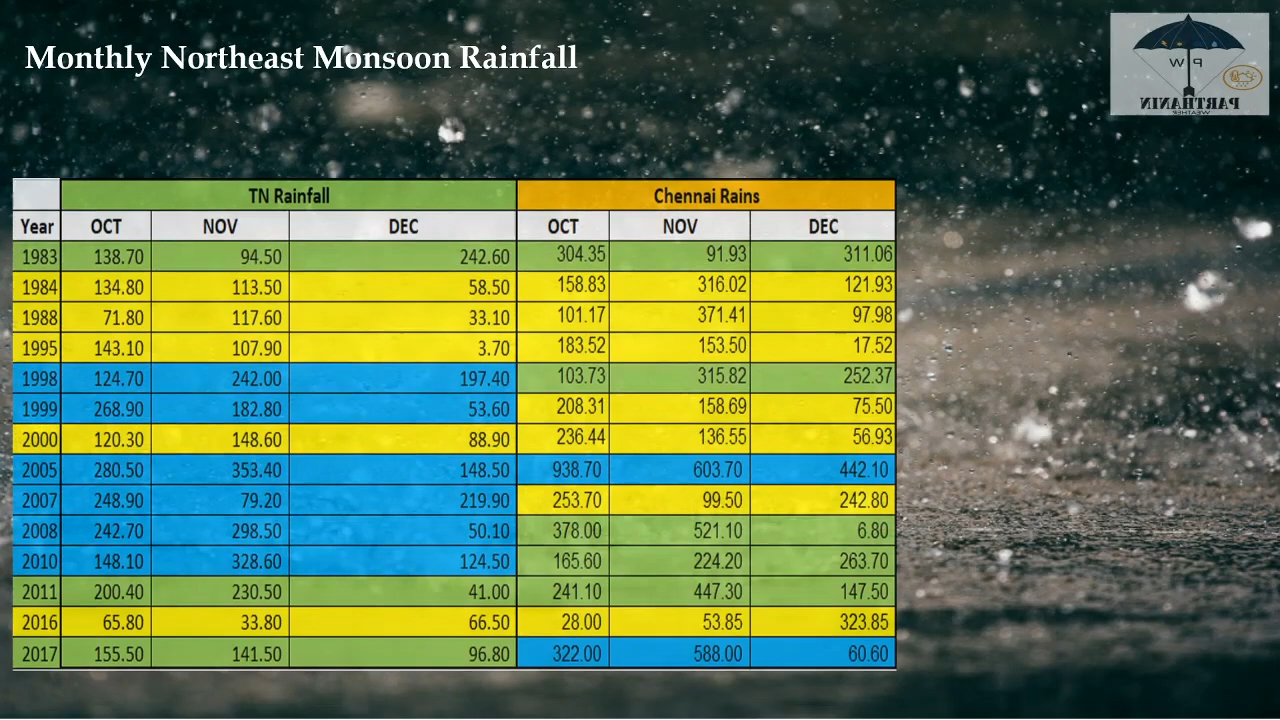 Monthly Northeast Monsoon Rainfall
P W
PARTHANIN
WEATHER
TN Rainfall Chennai Rains
Year OCT NOV DEC OCT NOV DEC
1983 138.70 94.50 242.60 304.35 91.93 311.06
1984 134.80 113.50 58.50 158.83 316.02 121.93
1988 71.80 117.60 33.10 101.17 371.41 97.98
1995 143.10 107.90 3.70 183.52 153.50 17.52
1998 124.70 242.00 197.40 103.73 315.82 252.37
1999 268.90 182.80 53.60 208.31 158.69 75.50
2000 120.30 148.60 88.90 236.44 136.55 56.93
2005 280.50 353.40 148.50 938.70 603.70 442.10
2007 248.90 79.20 219.90 253.70 99.50 242.80
2008 242.70 298.50 50.10 378.00 521.10 6.80
2010 148.10 328.60 124.50 165.60 224.20 263.70
2011 200.40 230.50 41.00 241.10 447.30 147.50
2016 65.80 33.80 66.50 28.00 53.85 323.85
2017 155.50 141.50 96.80 322.00 588.00 60.60